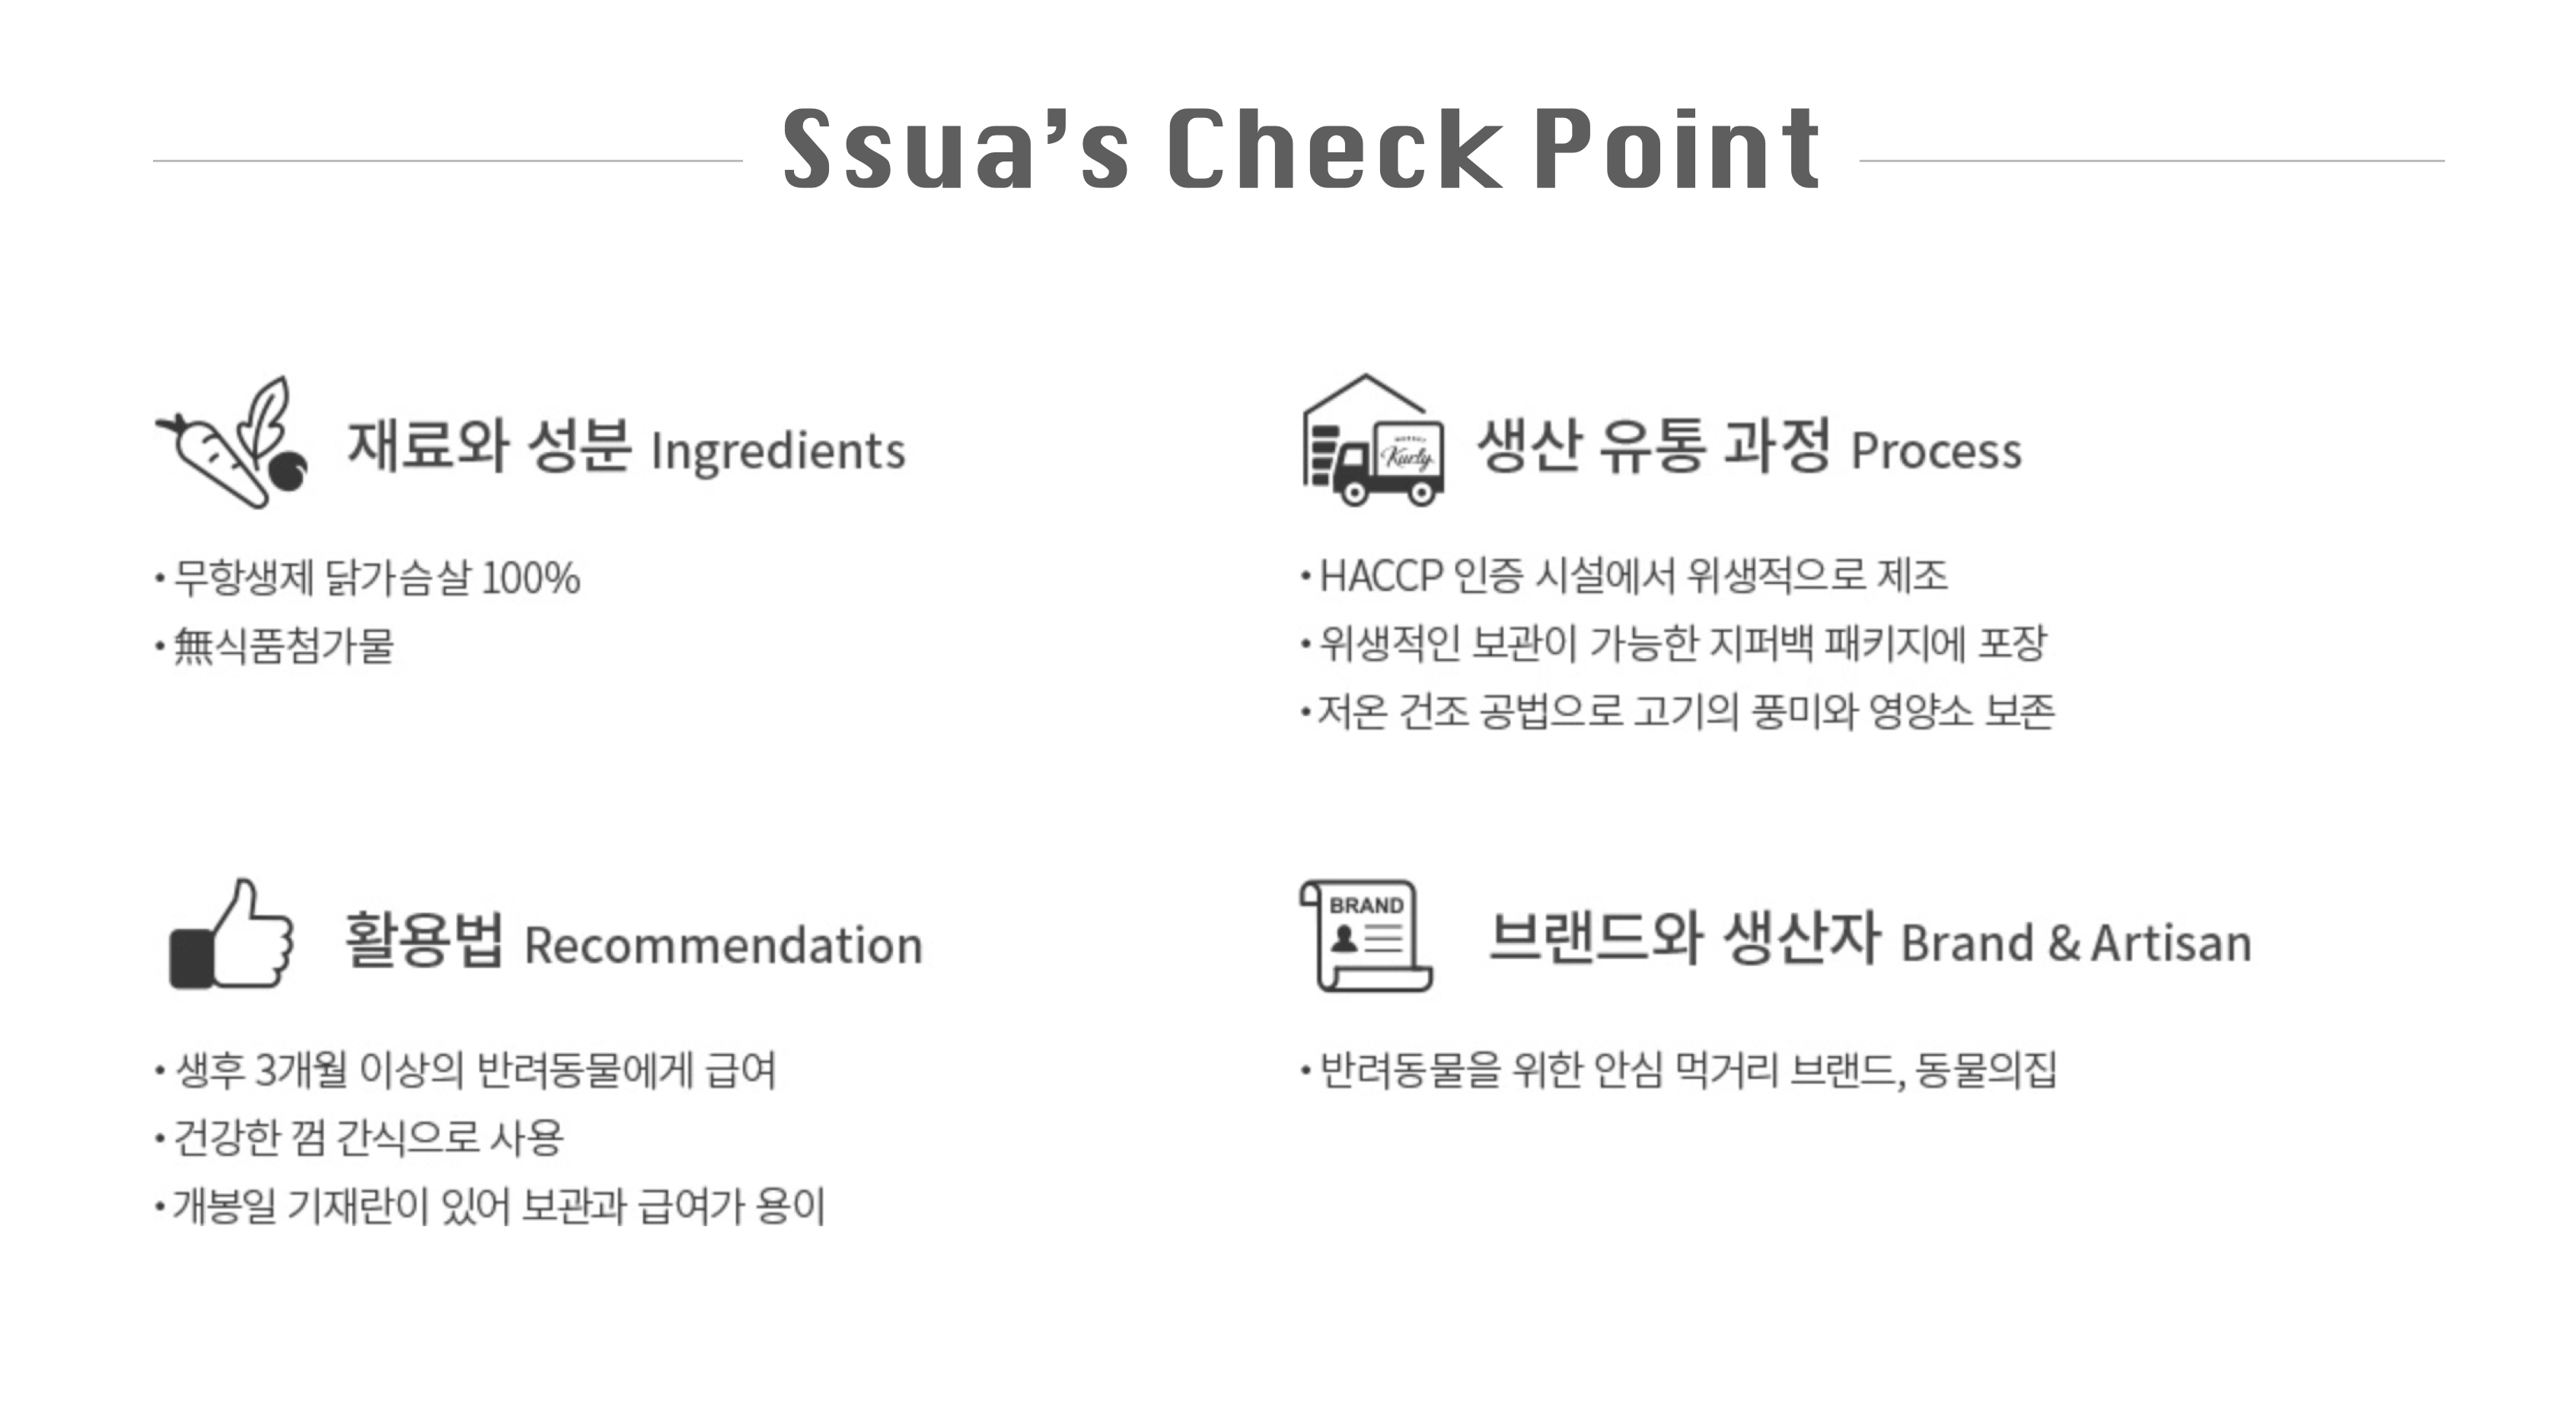 Ssua's Check Point
재료와 성분 Ingredients
• 무항생제 닭가슴살 100%
• 無식품첨가물
MARKET
Kurly
생산 유통 과정 Process
• HACCP 인증 시설에서 위생적으로 제조
• 위생적인 보관이 가능한 지퍼백 패키지에 포장
• 저온 건조 공법으로 고기의 풍미와 영양소 보존
활용법 Recommendation
• 생후 3개월 이상의 반려동물에게 급여
• 건강한 껌 간식으로 사용
• 개봉일 기재란이 있어 보관과 급여가 용이
BRAND
브랜드와 생산자 Brand & Artisan
• 반려동물을 위한 안심 먹거리 브랜드, 동물의집